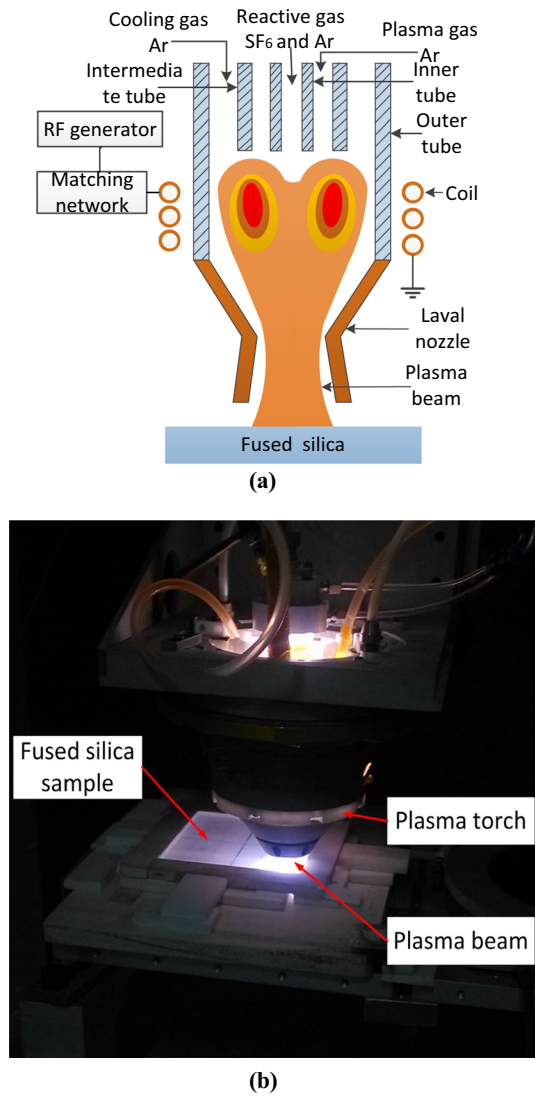 Cooling gas
Ar
Reactive gas
SF₆ and Ar
Plasma gas
Ar
Intermedia
te tube
Inner
tube
Outer
tube
RF generator
Matching
network
Coil
Laval
nozzle
Plasma
beam
Fused silica
(a)
Fused silica
sample
Plasma torch
Plasma beam
(b)